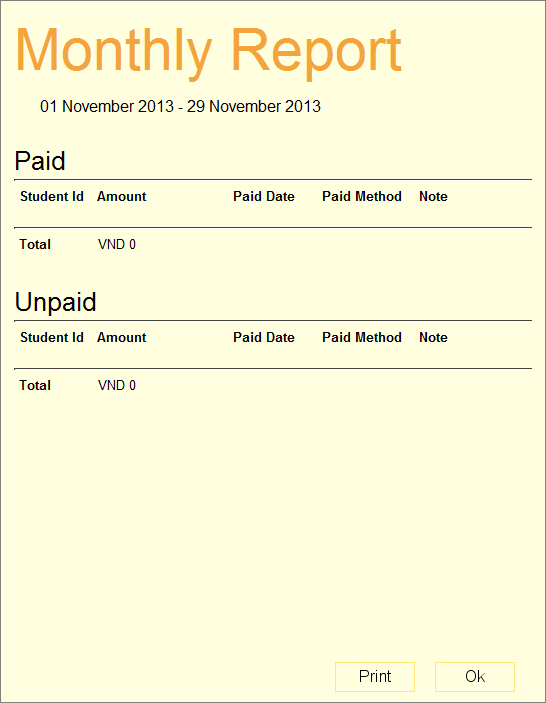 Monthly Report
01 November 2013 - 29 November 2013
Paid
Student Id Amount Paid Date Paid Method Note
Total VND 0
Unpaid
Student Id Amount Paid Date Paid Method Note
Total VND 0
Print Ok